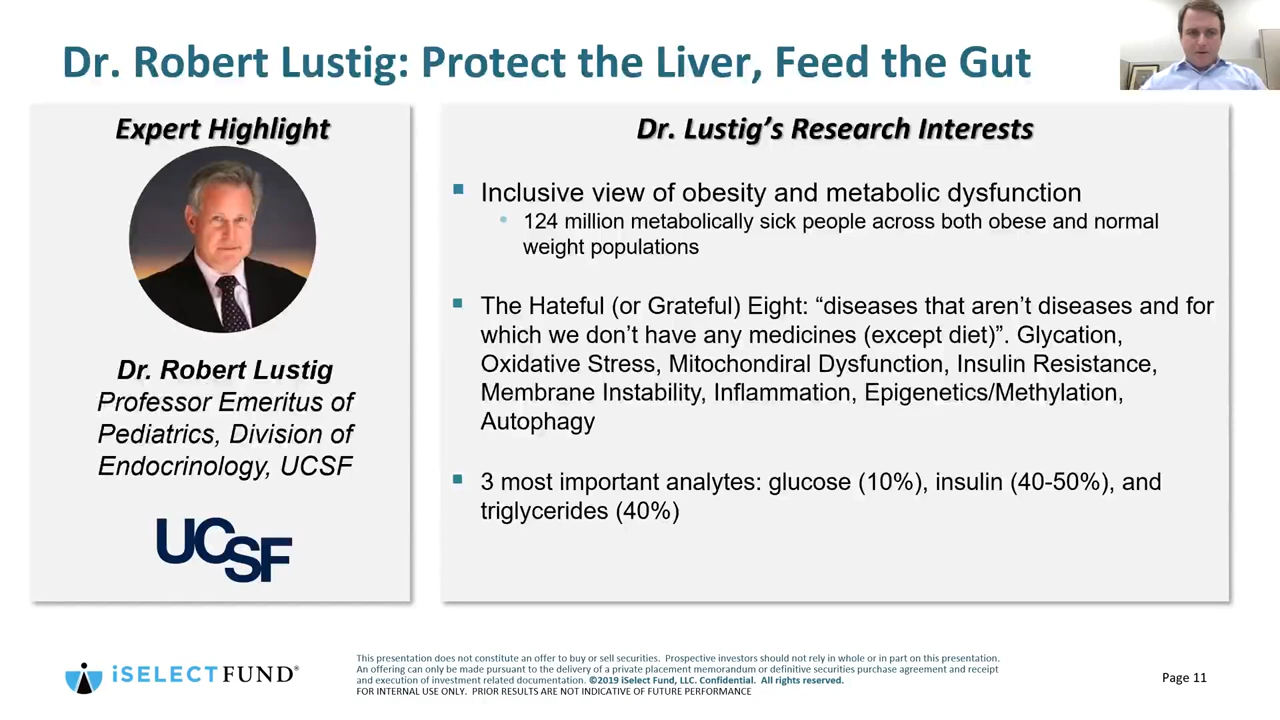 Dr. Robert Lustig: Protect the Liver, Feed the Gut
Expert Highlight
Dr. Robert Lustig
Professor Emeritus of
Pediatrics, Division of
Endocrinology, UCSF
UCSF
Dr. Lustig’s Research Interests
Inclusive view of obesity and metabolic dysfunction
124 million metabolically sick people across both obese and normal
weight populations
The Hateful (or Grateful) Eight: “diseases that aren’t diseases and for
which we don’t have any medicines (except diet)”. Glycation,
Oxidative Stress, Mitochondiral Dysfunction, Insulin Resistance,
Membrane Instability, Inflammation, Epigenetics/Methylation,
Autophagy
3 most important analytes: glucose (10%), insulin (40-50%), and
triglycerides (40%)
iSELECTFUND®
This presentation does not constitute an offer to buy or sell securities. Prospective investors should not rely in whole or in part on this presentation.
An offering can only be made pursuant to the delivery of a private placement memorandum or definitive securities purchase agreement and receipt
and execution of investment related documentation. ©2019 iSelect Fund, LLC. Confidential. All rights reserved.
FOR INTERNAL USE ONLY. PRIOR RESULTS ARE NOT INDICATIVE OF FUTURE PERFORMANCE
Page 11